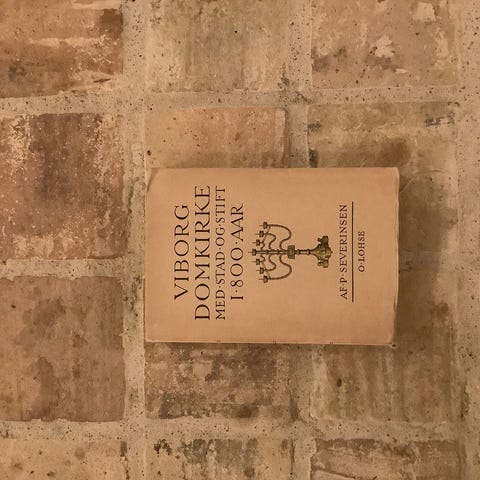 VIBORG
DOMKIRKE
MED·STAD·OG·STIFT
I·800·AAR
AF·P·SEVERINSEN
O·LOHSE